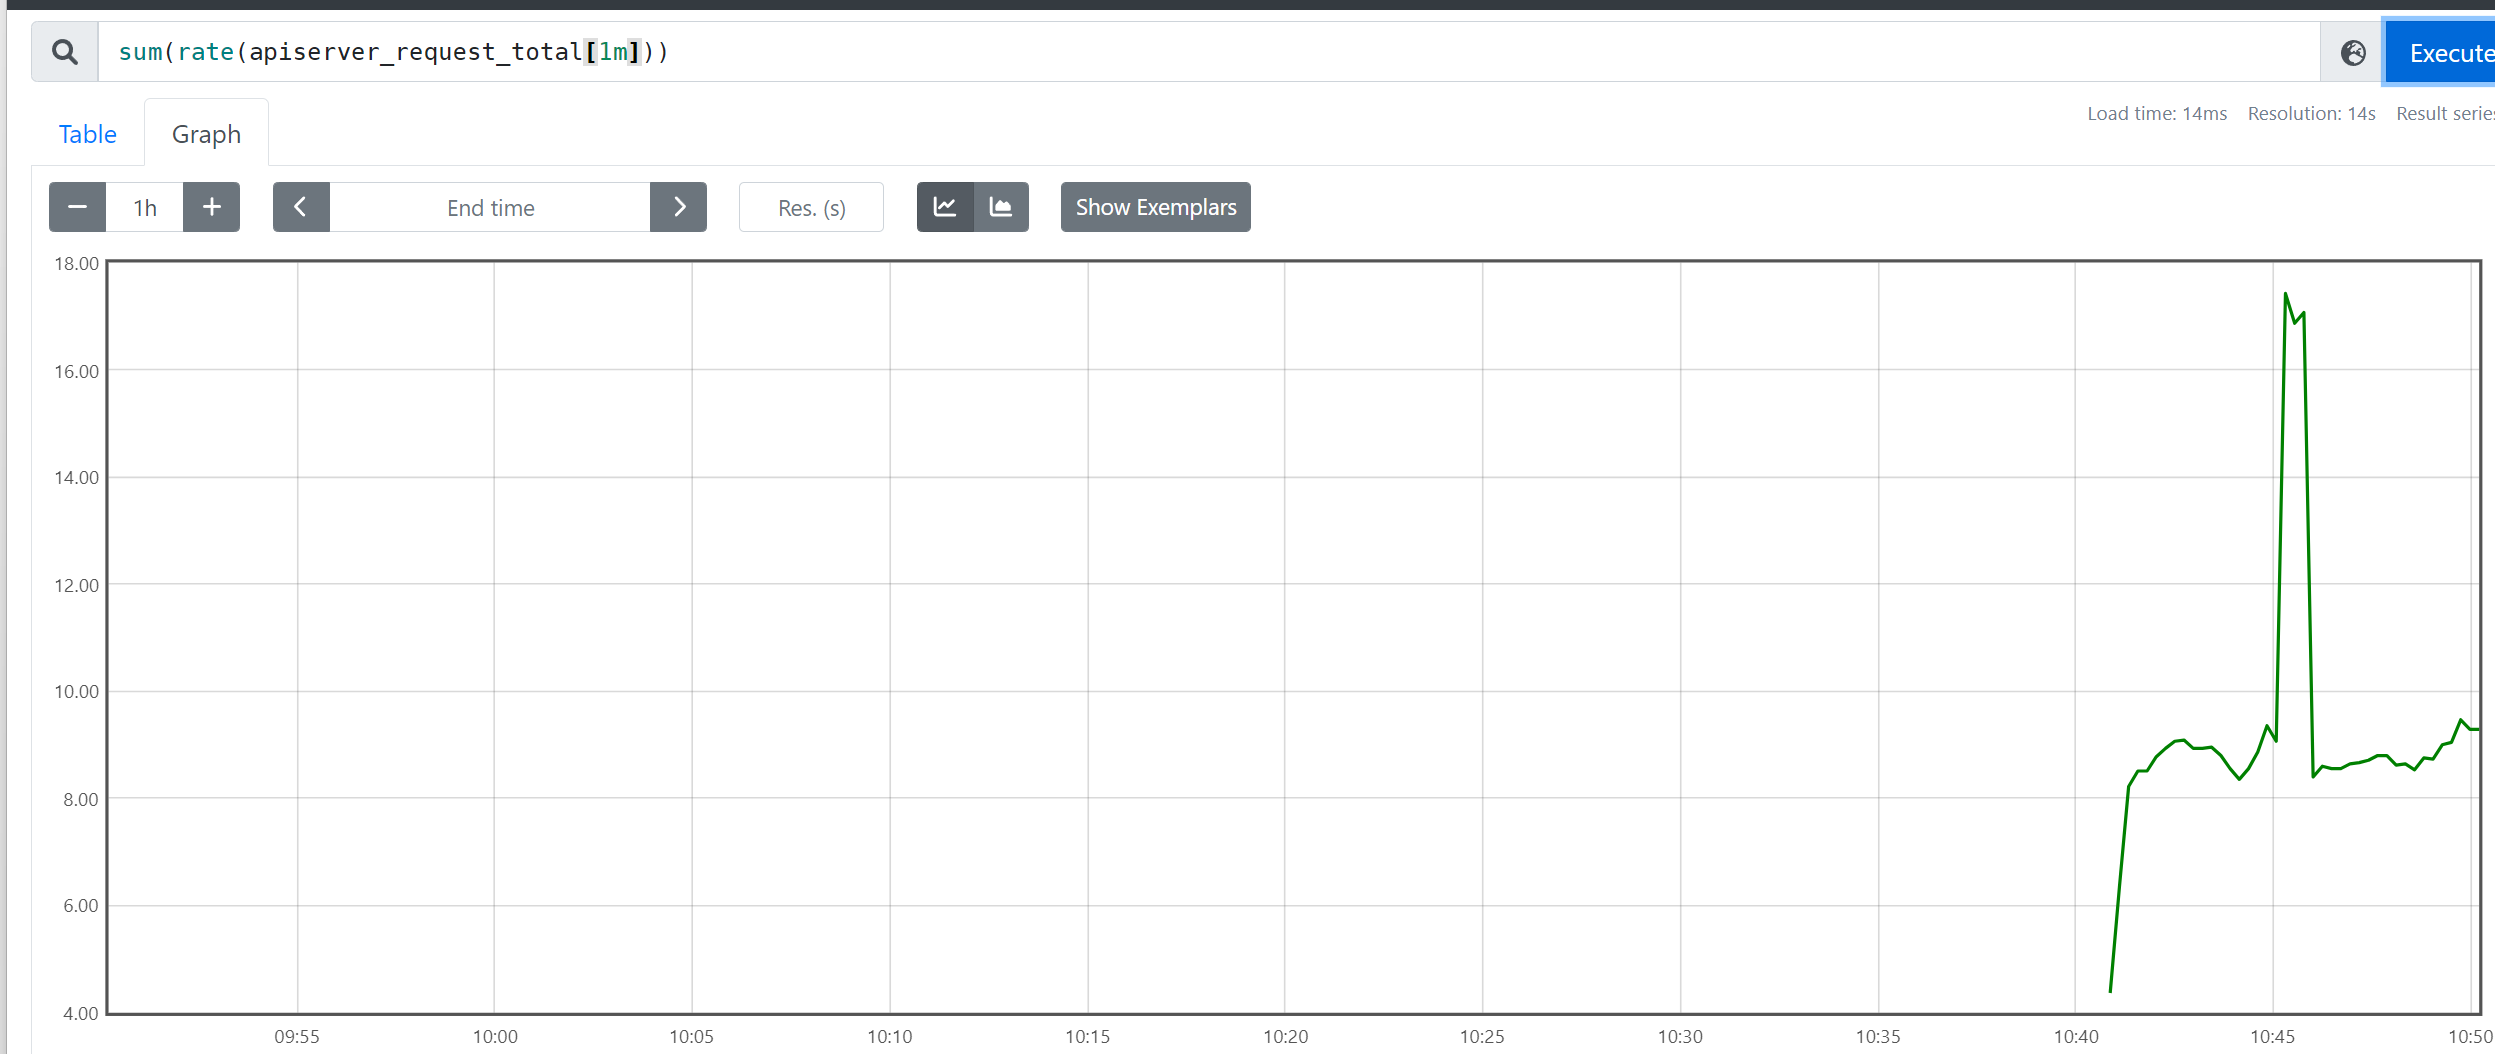 sum(rate(apiserver_request_total[1m]))
Execute
Table
Graph
Load time: 14ms Resolution: 14s Result series
1h
End time
Res. (s)
Show Exemplars
18.00
16.00
14.00
12.00
10.00
8.00
6.00
4.00
09:55 10:00 10:05 10:10 10:15 10:20 10:25 10:30 10:35 10:40 10:45 10:50